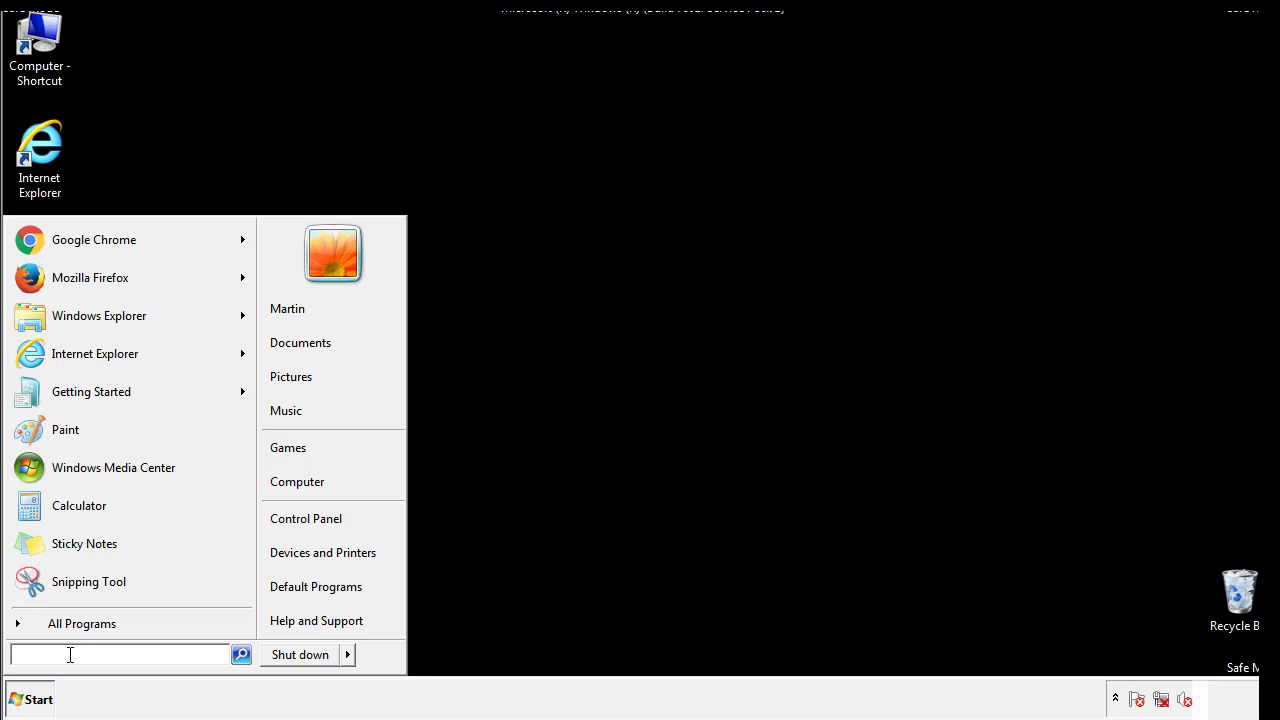 Computer -
Shortcut
Internet
Explorer
Google Chrome
Mozilla Firefox
Windows Explorer
Internet Explorer
Getting Started
Paint
Windows Media Center
Calculator
Sticky Notes
Snipping Tool
All Programs
Martin
Documents
Pictures
Music
Games
Computer
Control Panel
Devices and Printers
Default Programs
Help and Support
Shut down
Recycle B
Safe M
Start